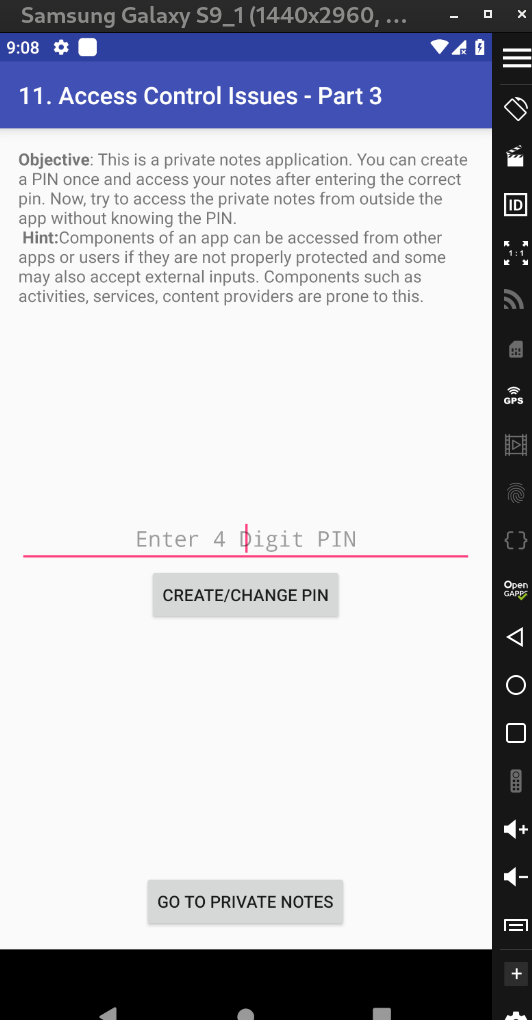 Samsung Galaxy S9_1 (1440x2960, ...
9:08
11. Access Control Issues - Part 3
Objective: This is a private notes application. You can create
a PIN once and access your notes after entering the correct
pin. Now, try to access the private notes from outside the
app without knowing the PIN.
Hint:Components of an app can be accessed from other
apps or users if they are not properly protected and some
may also accept external inputs. Components such as
activities, services, content providers are prone to this.
Enter 4 Digit PIN
CREATE/CHANGE PIN
GO TO PRIVATE NOTES
ID
1:1
GPS
Open
GAPPS